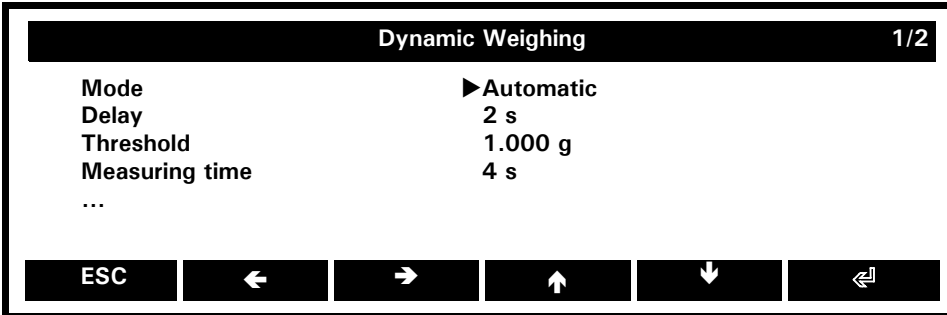 Dynamic Weighing 1/2
Mode ▶Automatic
Delay 2 s
Threshold 1.000 g
Measuring time 4 s
...
ESC ← → ↑ ↓ ↵